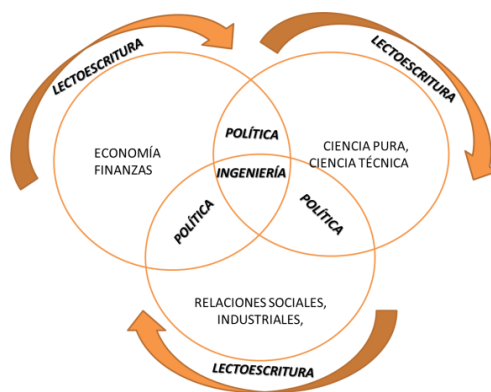 LECTOESCRITURA
LECTOESCRITURA
POLÍTICA
ECONOMÍA
FINANZAS
CIENCIA PURA,
CIENCIA TÉCNICA
INGENIERÍA
POLÍTICA
POLÍTICA
RELACIONES SOCIALES,
INDUSTRIALES,
LECTOESCRITURA